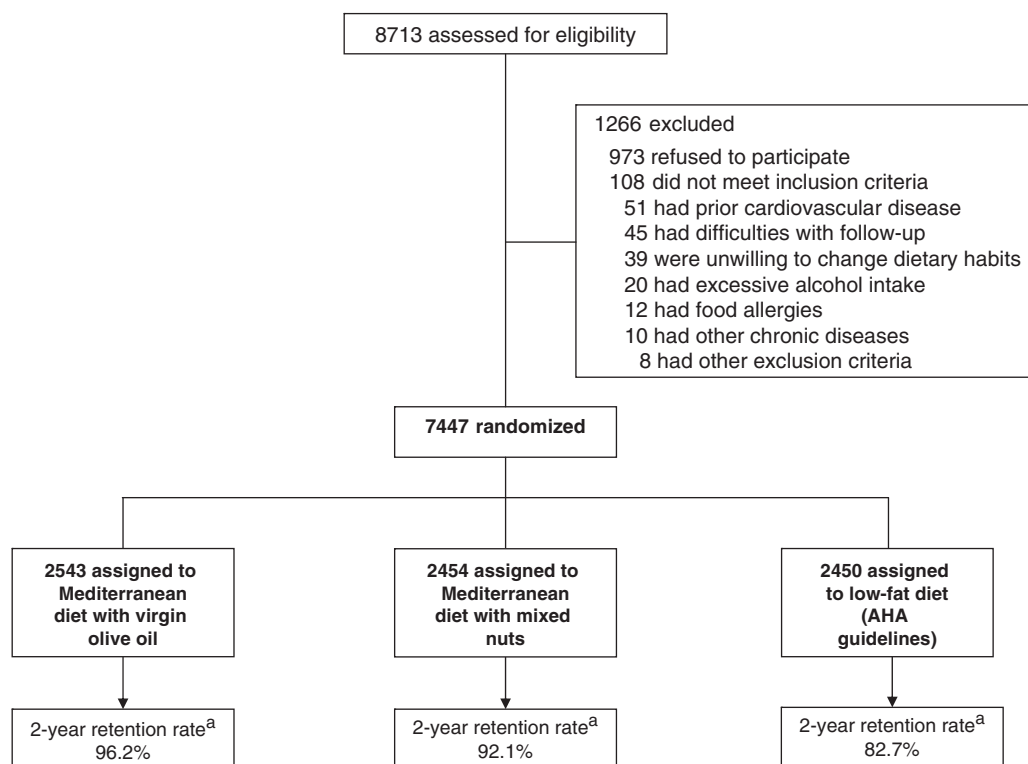 8713 assessed for eligibility
1266 excluded
973 refused to participate
108 did not meet inclusion criteria
51 had prior cardiovascular disease
45 had difficulties with follow-up
39 were unwilling to change dietary habits
20 had excessive alcohol intake
12 had food allergies
10 had other chronic diseases
8 had other exclusion criteria
7447 randomized
2543 assigned to
Mediterranean
diet with virgin
olive oil
2454 assigned to
Mediterranean
diet with mixed
nuts
2450 assigned
to low-fat diet
(AHA
guidelines)
2-year retention rate^a
96.2%
2-year retention rate^a
92.1%
2-year retention rate^a
82.7%